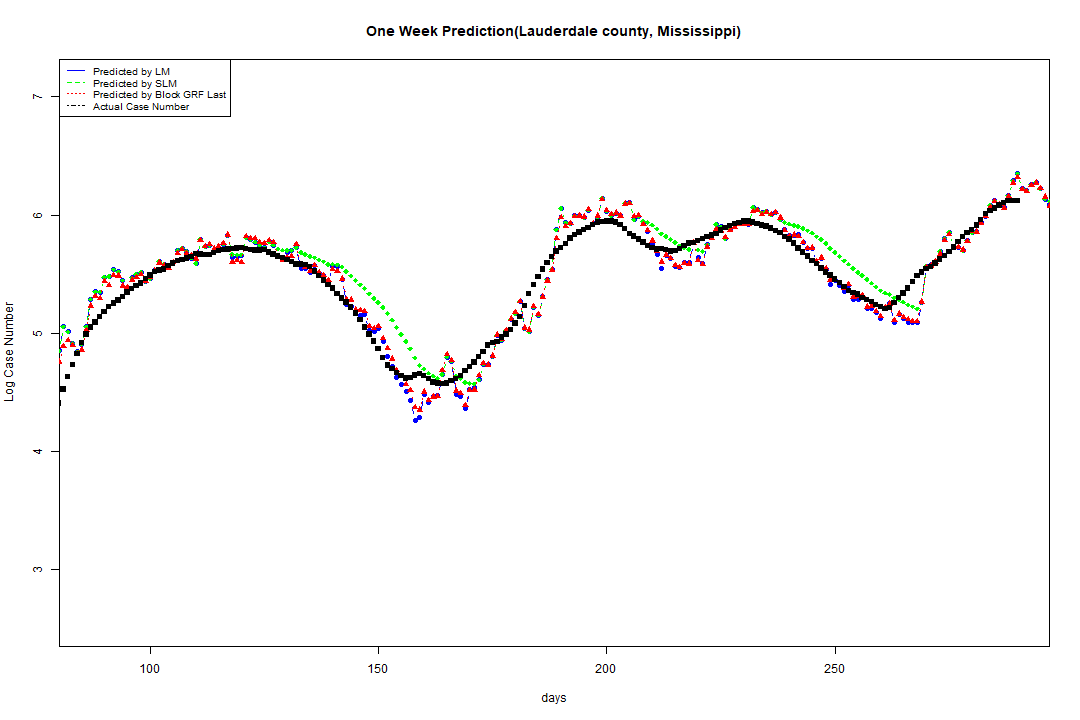 One Week Prediction(Lauderdale county, Mississippi)
Predicted by LM
Predicted by SLM
Predicted by Block GRF Last
Actual Case Number
7
6
5
4
3
Log Case Number
100 150 200 250
days